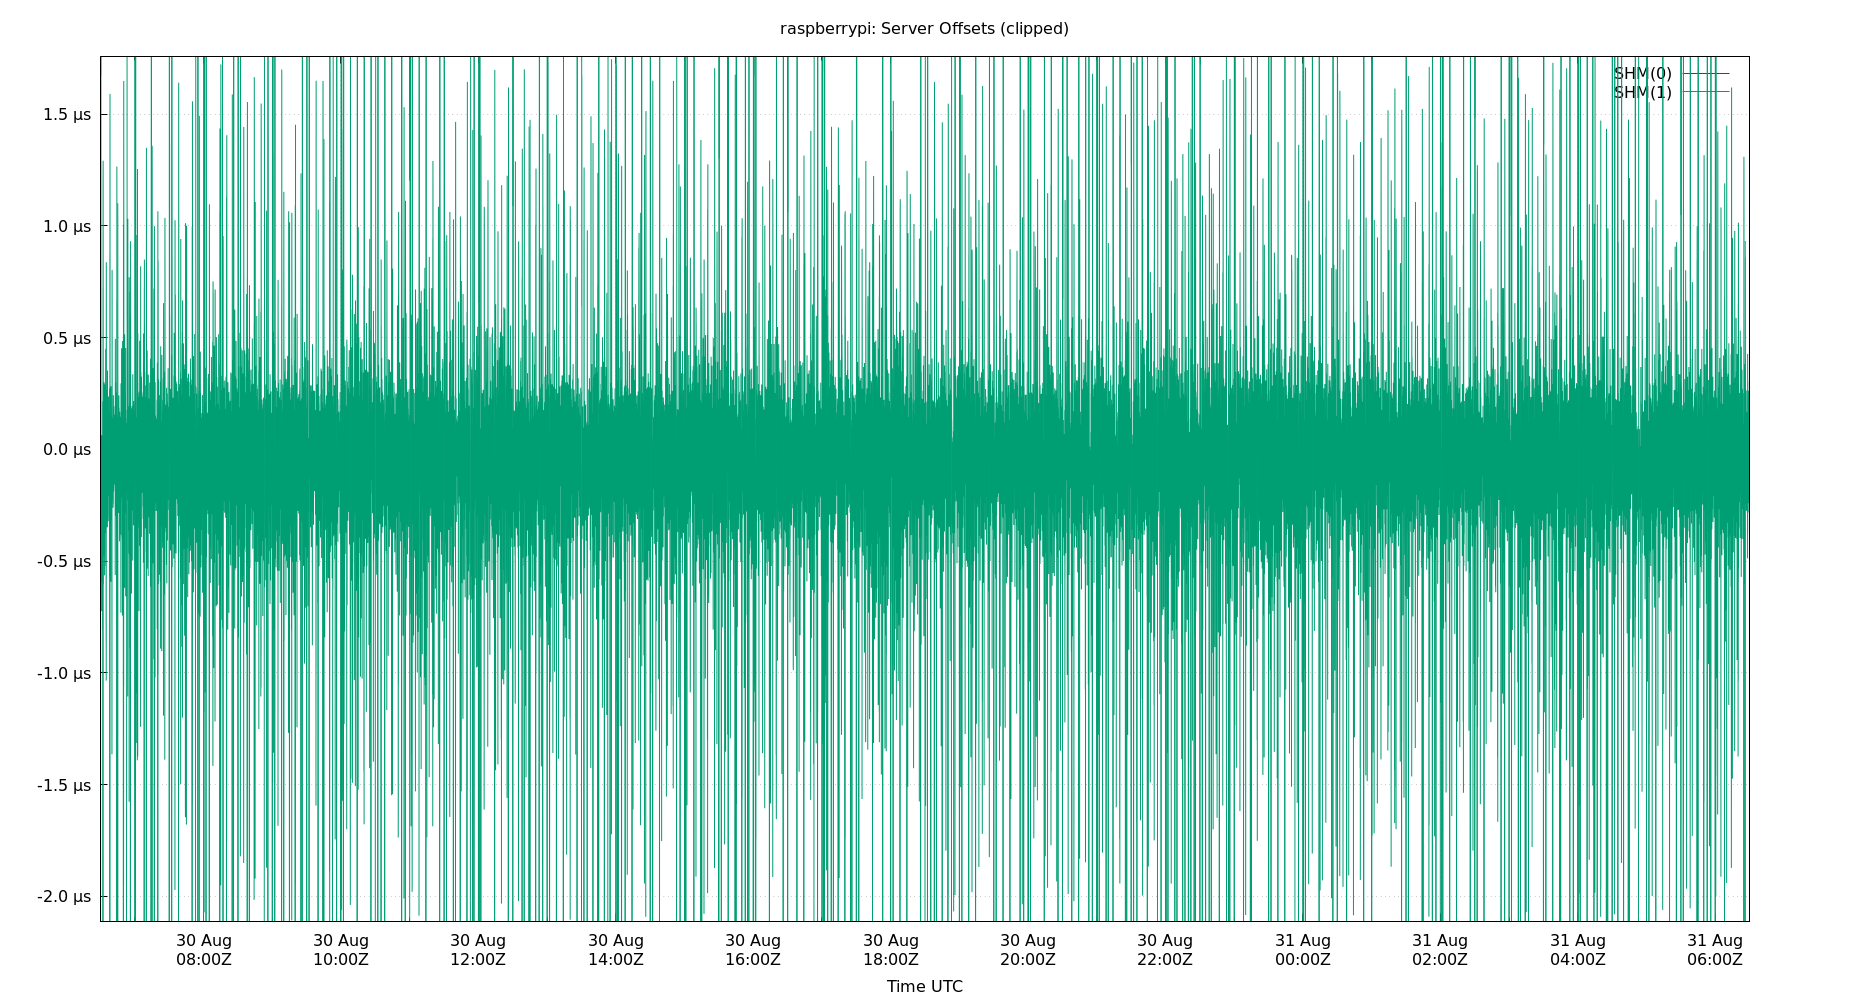 raspberrypi: Server Offsets (clipped)
SHM(0)
SHM(1)
1.5 µs
1.0 µs
0.5 µs
0.0 µs
-0.5 µs
-1.0 µs
-1.5 µs
-2.0 µs
30 Aug 30 Aug 30 Aug 30 Aug 30 Aug 30 Aug 30 Aug 30 Aug 31 Aug 31 Aug 31 Aug 31 Aug
08:00Z 10:00Z 12:00Z 14:00Z 16:00Z 18:00Z 20:00Z 22:00Z 00:00Z 02:00Z 04:00Z 06:00Z
Time UTC